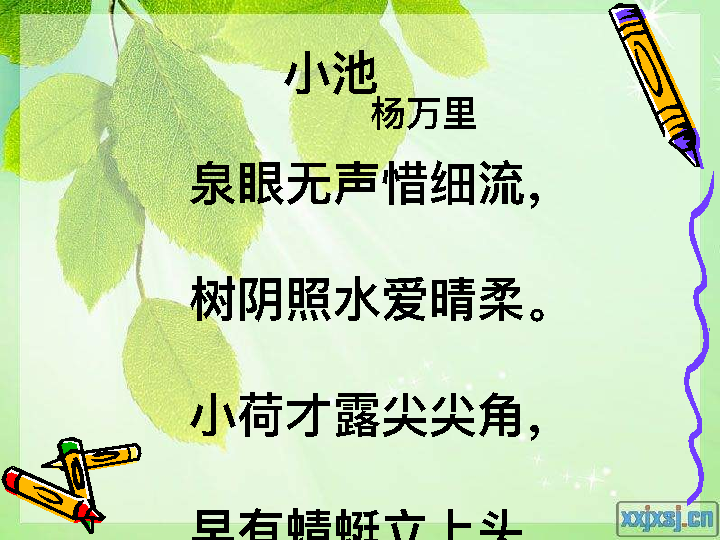 小池
杨万里
泉眼无声惜细流，
树阴照水爱晴柔。
小荷才露尖尖角，
早有蜻蜓立上头
xxjxsj.cn